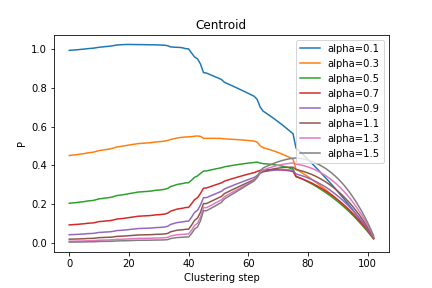 Centroid
P
1.0
0.8
0.6
0.4
0.2
0.0
0
20
40
60
80
100
Clustering step
alpha=0.1
alpha=0.3
alpha=0.5
alpha=0.7
alpha=0.9
alpha=1.1
alpha=1.3
alpha=1.5